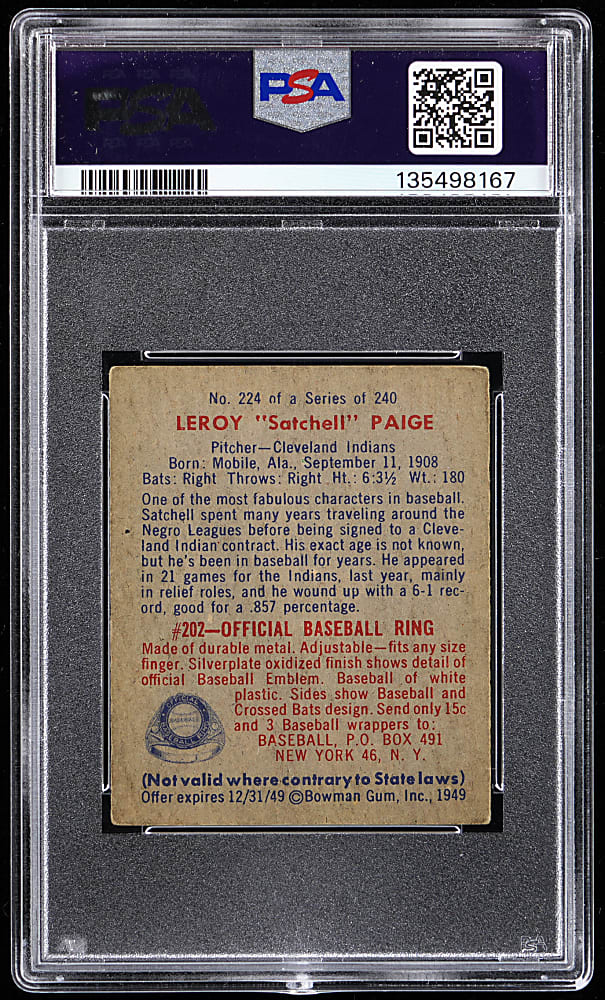 PSA
PSA
135498167
No. 224 of a Series of 240
LEROY "Satchell" PAIGE
Pitcher—Cleveland Indians
Born: Mobile, Ala., September 11, 1908
Bats: Right Throws: Right Ht.: 6:3½ Wt.: 180
One of the most fabulous characters in baseball.
Satchell spent many years traveling around the
Negro Leagues before being signed to a Cleve-
land Indian contract. His exact age is not known,
but he's been in baseball for years. He appeared
in 21 games for the Indians, last year, mainly
in relief roles, and he wound up with a 6-1 rec-
ord, good for a .857 percentage.
#202—OFFICIAL BASEBALL RING
Made of durable metal. Adjustable—fits any size
finger. Silverplate oxidized finish shows detail of
official Baseball Emblem. Baseball of white
plastic. Sides show Baseball and
Crossed Bats design. Send only 15c
and 3 Baseball wrappers to:
BASEBALL, P.O. BOX 491
NEW YORK 46, N. Y.
OFFICIAL
BASEBALL
BASEBALL RING
(Not valid where contrary to State laws)
Offer expires 12/31/49 ©Bowman Gum, Inc., 1949
PSA